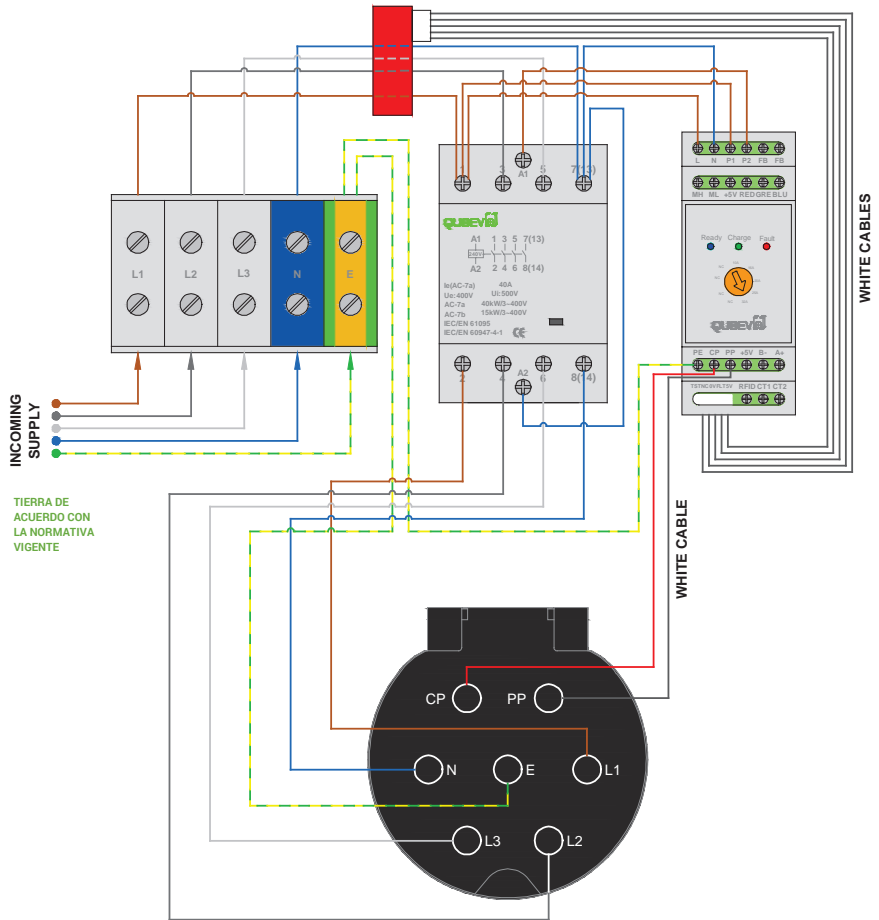 L1
L2
L3
N
E
INCOMING
SUPPLY
TIERRA DE
ACUERDO CON
LA NORMATIVA
VIGENTE
1
3
A1
5
7(13)
QUBEV
A1 1 3 5 7(13)
240V
A2 2 4 6 8(14)
Ie(AC-7a) 40A
Ue: 400V Ui: 500V
AC-7a 40kW/3~400V
AC-7b 15kW/3~400V
IEC/EN 61095
IEC/EN 60947-4-1 CE
2
4
A2
6
8(14)
L N P1 P2 FB FB
MH ML +5V RED GRE BLU
Ready Charge Fault
QUBEV
PE CP PP +5V B- A+
RFID CT1 CT2
WHITE CABLES
WHITE CABLE
CP
PP
N
E
L1
L3
L2